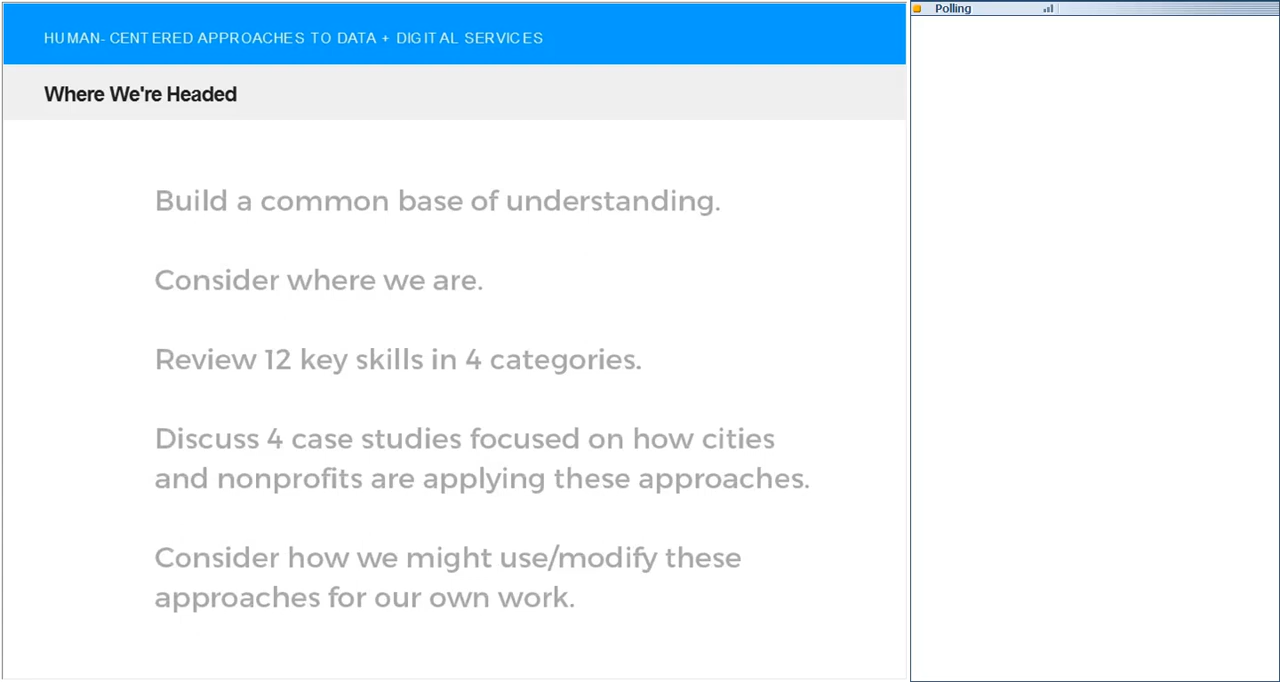 HUMAN-CENTERED APPROACHES TO DATA + DIGITAL SERVICES
Polling
Where We're Headed
Build a common base of understanding.
Consider where we are.
Review 12 key skills in 4 categories.
Discuss 4 case studies focused on how cities
and nonprofits are applying these approaches.
Consider how we might use/modify these
approaches for our own work.